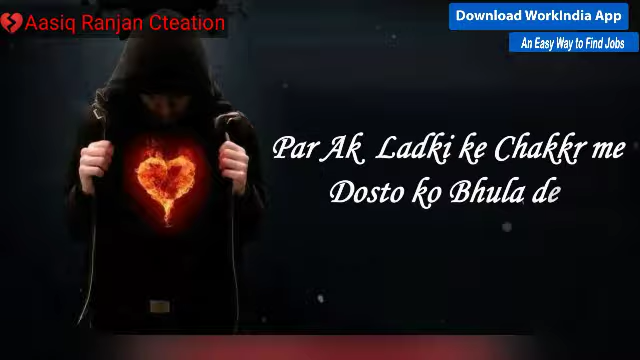 💔Aasiq Ranjan Cteation
Download WorkIndia App
An Easy Way to Find Jobs
Par Ak Ladki ke Chakkr me
Dosto ko Bhula de